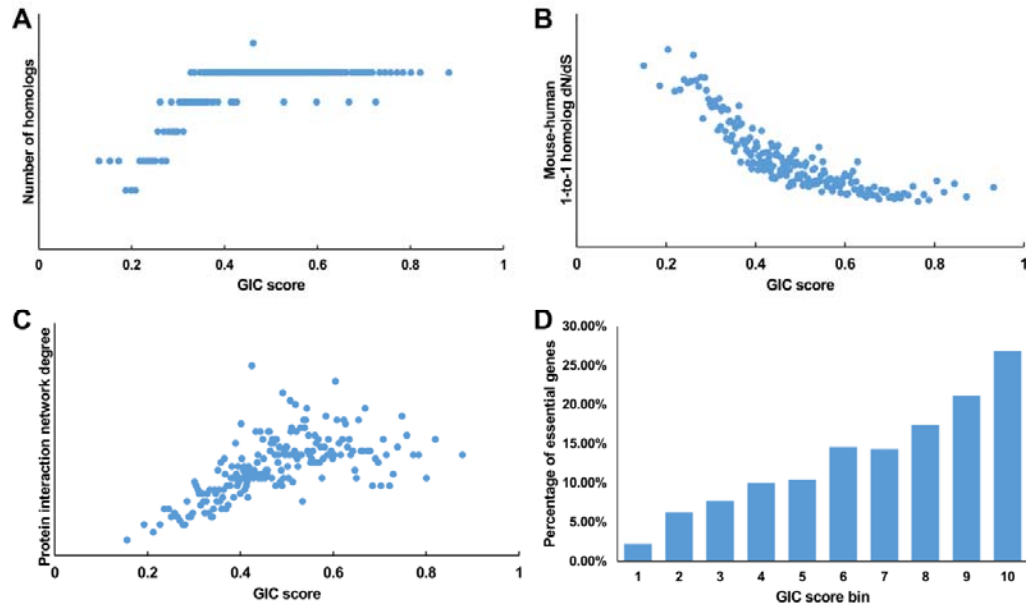 A
Number of homologs
0 0.2 0.4 0.6 0.8 1
GIC score
B
Mouse-human
1-to-1 homolog dN/dS
0 0.2 0.4 0.6 0.8 1
GIC score
C
Protein interaction network degree
0 0.2 0.4 0.6 0.8 1
GIC score
D
Percentage of essential genes
30.00%
25.00%
20.00%
15.00%
10.00%
5.00%
0.00%
1 2 3 4 5 6 7 8 9 10
GIC score bin